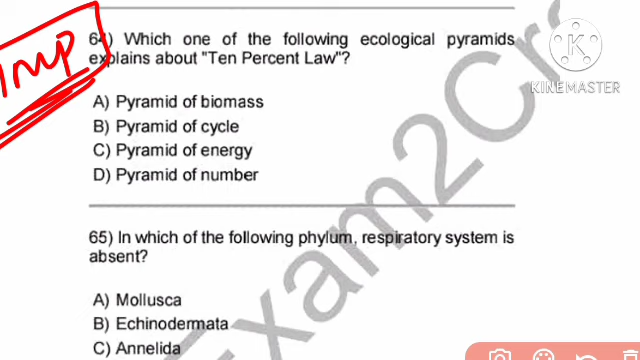 Imp
64) Which one of the following ecological pyramids
explains about "Ten Percent Law"?
A) Pyramid of biomass
B) Pyramid of cycle
C) Pyramid of energy
D) Pyramid of number
65) In which of the following phylum, respiratory system is
absent?
A) Mollusca
B) Echinodermata
C) Annelida
Exam2Cr
K
KINEMASTER